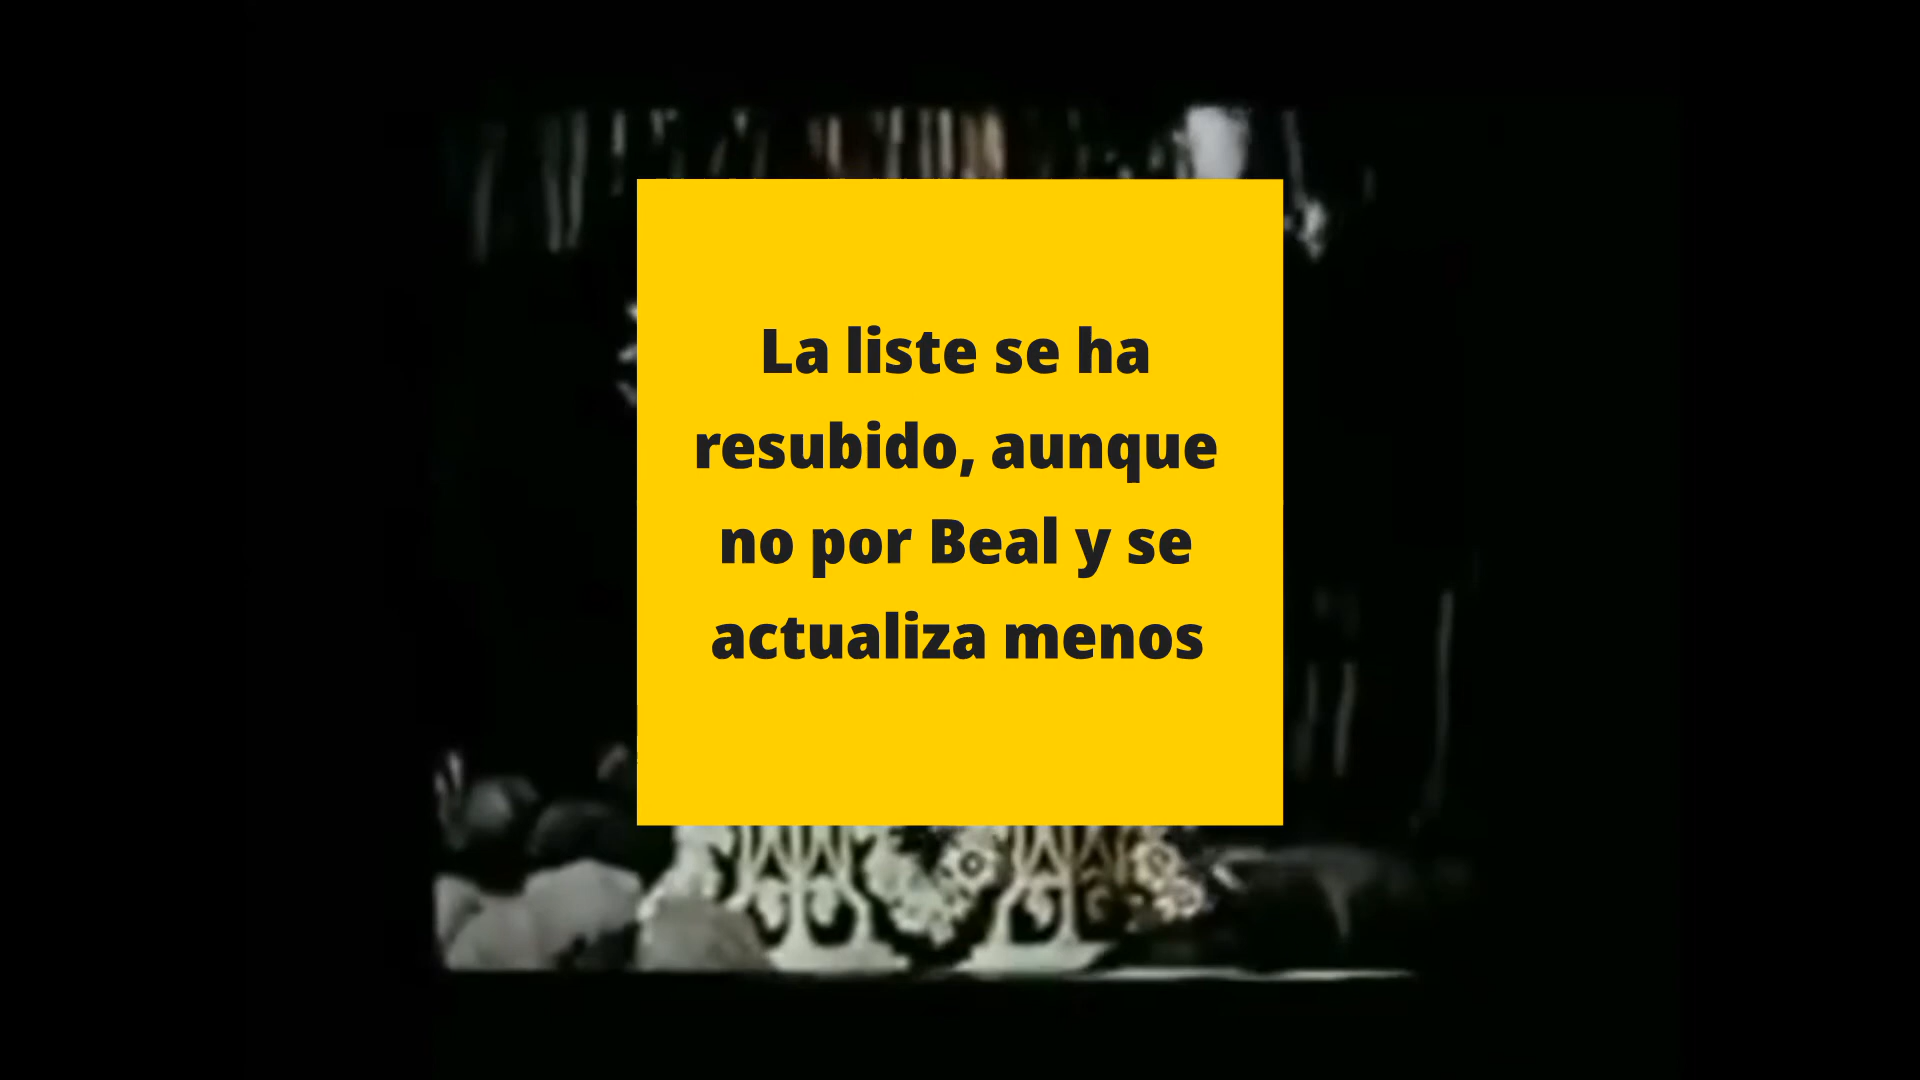 La liste se ha
resubido, aunque
no por Beal y se
actualiza menos